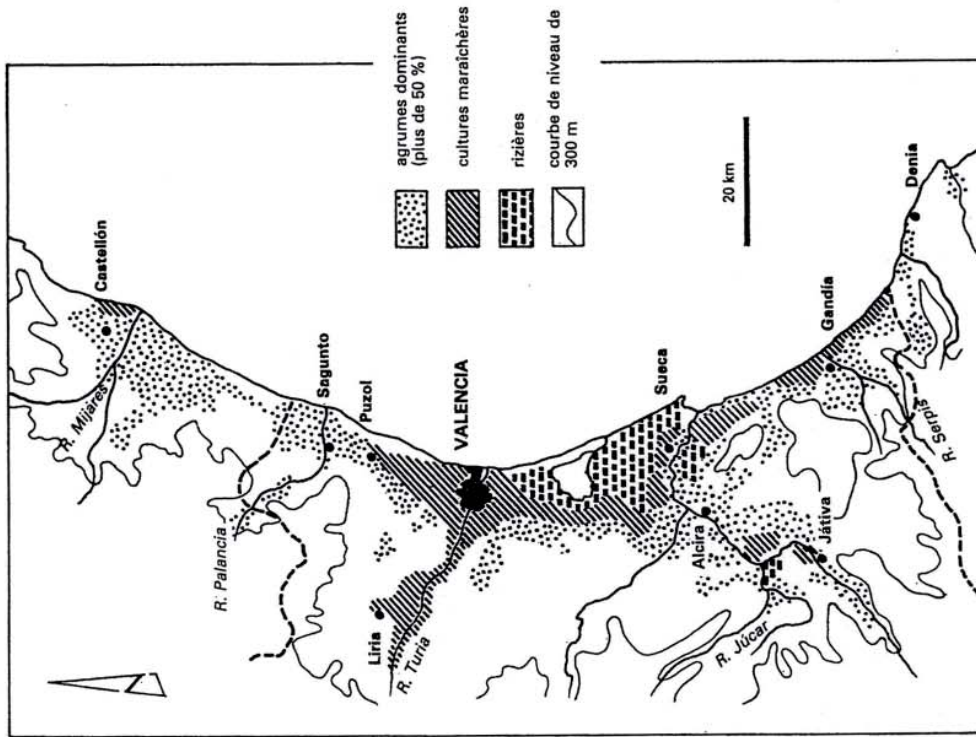 Castellón
R. Mijáres
Sagunto
Puzol
R. Palancia
VALENCIA
Liria
R. Turia
Sueca
Alcira
Játiva
R. Júcar
Gandía
R. Serpis
Denia
agrumes dominants
(plus de 50 %)
cultures maraîchères
rizières
courbe de niveau de
300 m
20 km